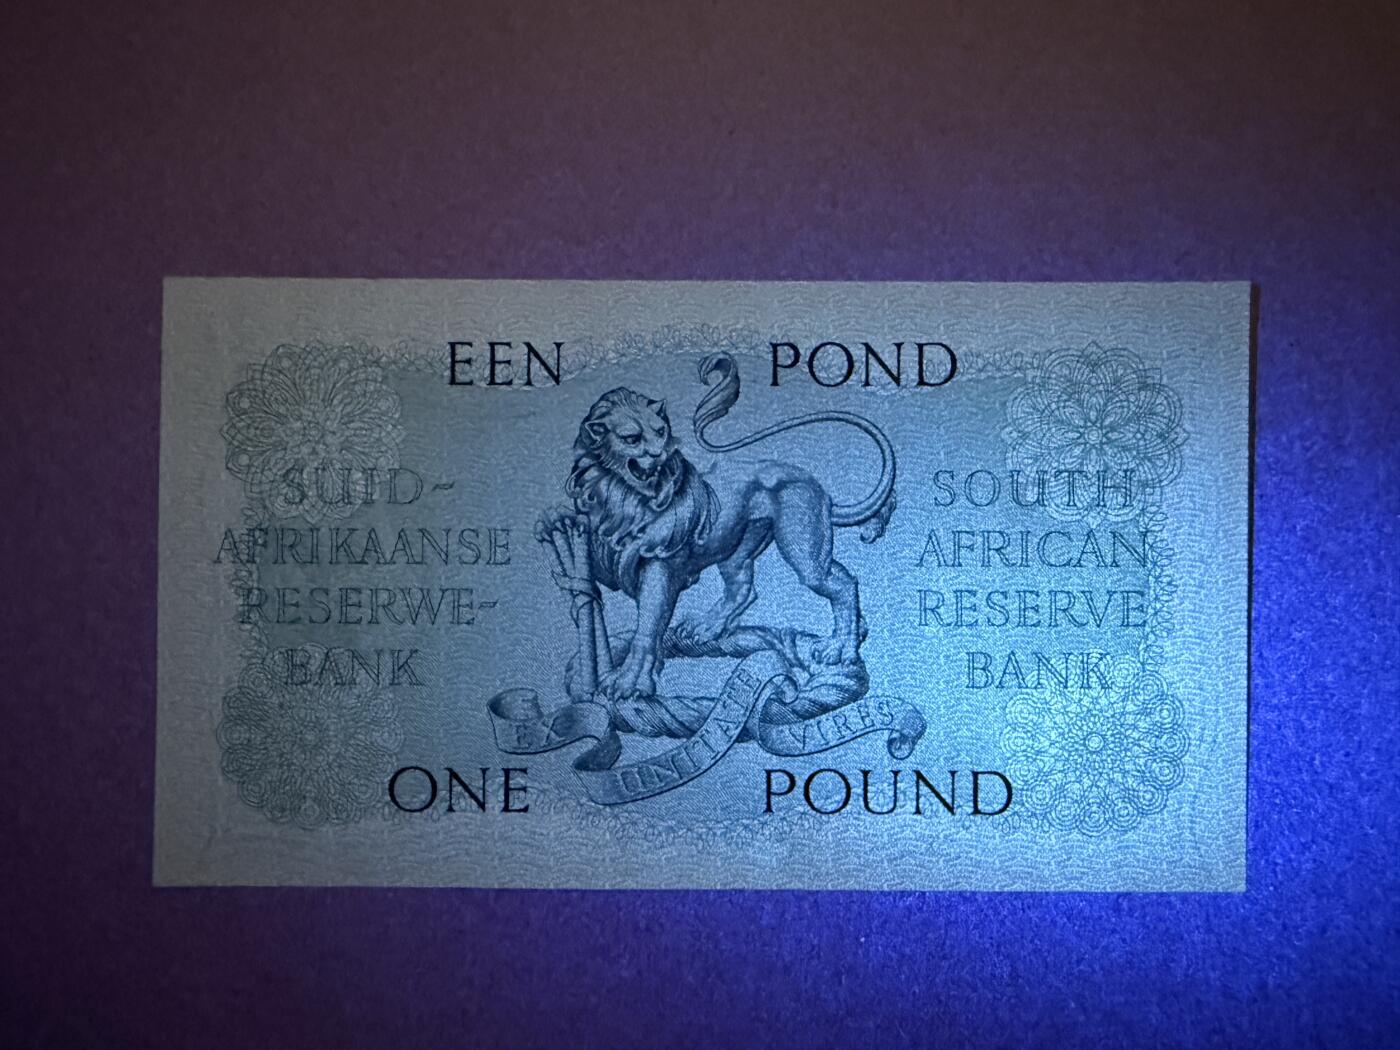 EEN POND
SUID-
AFRIKAANSE
RESERWE-
BANK
SOUTH
AFRICAN
RESERVE
BANK
EX UNITATE VIRES
ONE POUND